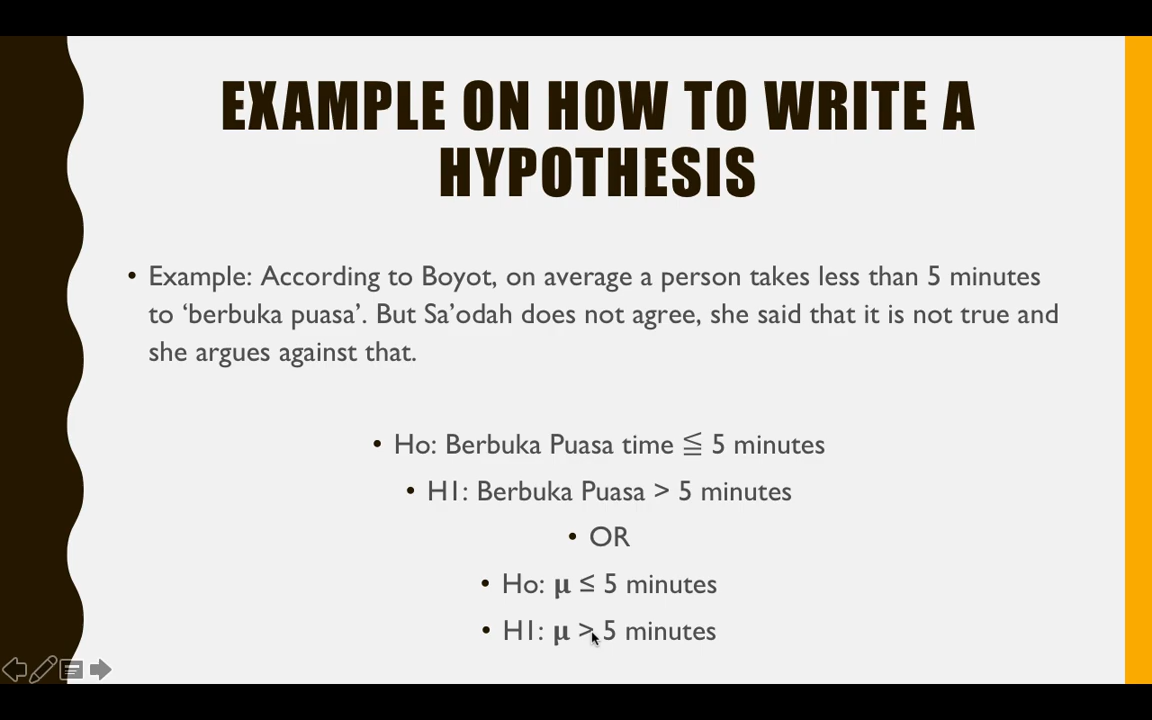 EXAMPLE ON HOW TO WRITE A
HYPOTHESIS
• Example: According to Boyot, on average a person takes less than 5 minutes
to ‘berbuka puasa’. But Sa’odah does not agree, she said that it is not true and
she argues against that.
• Ho: Berbuka Puasa time ≦ 5 minutes
• H1: Berbuka Puasa > 5 minutes
• OR
• Ho: μ ≤ 5 minutes
• H1: μ > 5 minutes